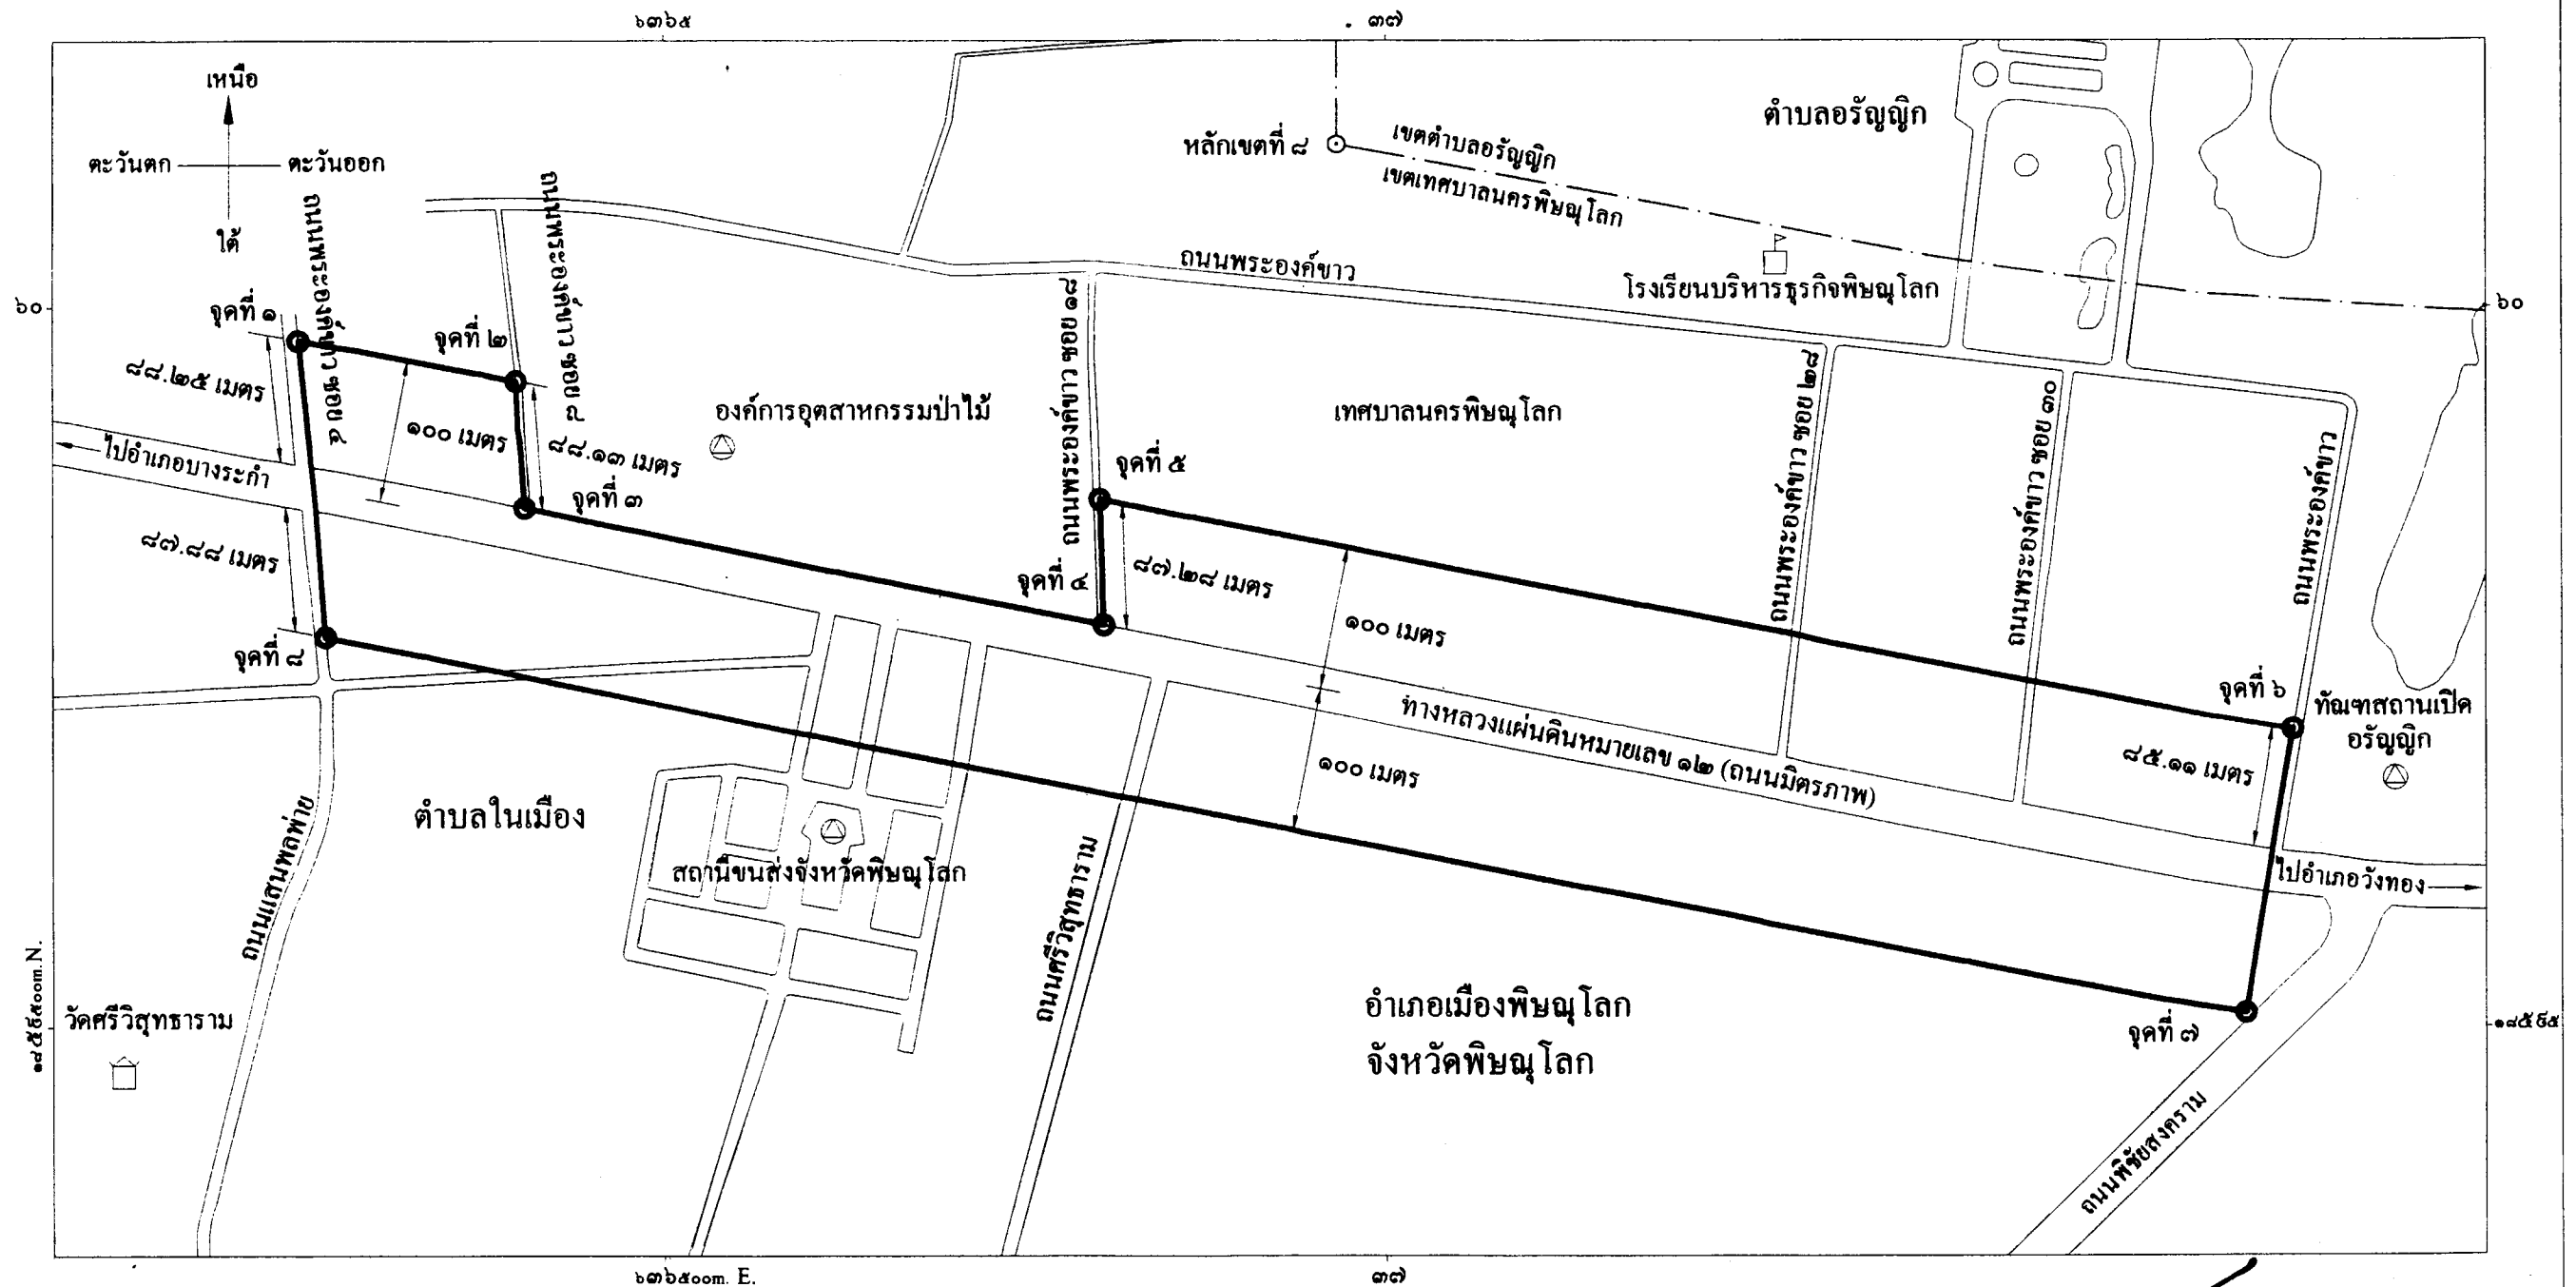 ๖๓๖๕
๓๗
เหนือ
ตะวันตก
ตะวันออก
ใต้
หลักเขตที่ ๘
เขตตำบลอรัญญิก
เขตเทศบาลนครพิษณุโลก
ตำบลอรัญญิก
ถนนพระองค์ขาว ซอย ๔
ถนนพระองค์ขาว ซอย ๘
ถนนพระองค์ขาว
โรงเรียนบริหารธุรกิจพิษณุโลก
๖๐
๖๐
จุดที่ ๑
จุดที่ ๒
๘๘.๒๕ เมตร
๑๐๐ เมตร
๘๘.๑๓ เมตร
องค์การอุตสาหกรรมป่าไม้
ถนนพระองค์ขาว ซอย ๑๘
เทศบาลนครพิษณุโลก
ถนนพระองค์ขาว ซอย ๒๘
ถนนพระองค์ขาว ซอย ๓๐
ถนนพระองค์ขาว
ไปอำเภอบางระกำ
จุดที่ ๓
จุดที่ ๕
๘๗.๘๘ เมตร
จุดที่ ๔
๘๗.๒๘ เมตร
๑๐๐ เมตร
จุดที่ ๘
จุดที่ ๖
ทัณฑสถานเปิด
อรัญญิก
ทางหลวงแผ่นดินหมายเลข ๑๒ (ถนนมิตรภาพ)
๘๕.๑๑ เมตร
๑๐๐ เมตร
ตำบลในเมือง
สถานีขนส่งจังหวัดพิษณุโลก
ไปอำเภอวังทอง
ถนนแสนพลพ่าย
ถนนศรีวิสุทธาราม
๑๘๕๙๕๐๐m. N.
วัดศรีวิสุทธาราม
อำเภอเมืองพิษณุโลก
จังหวัดพิษณุโลก
จุดที่ ๗
๑๘๕๙๕
ถนนพิชัยสงคราม
๖๓๖๕๐๐m. E.
๓๗